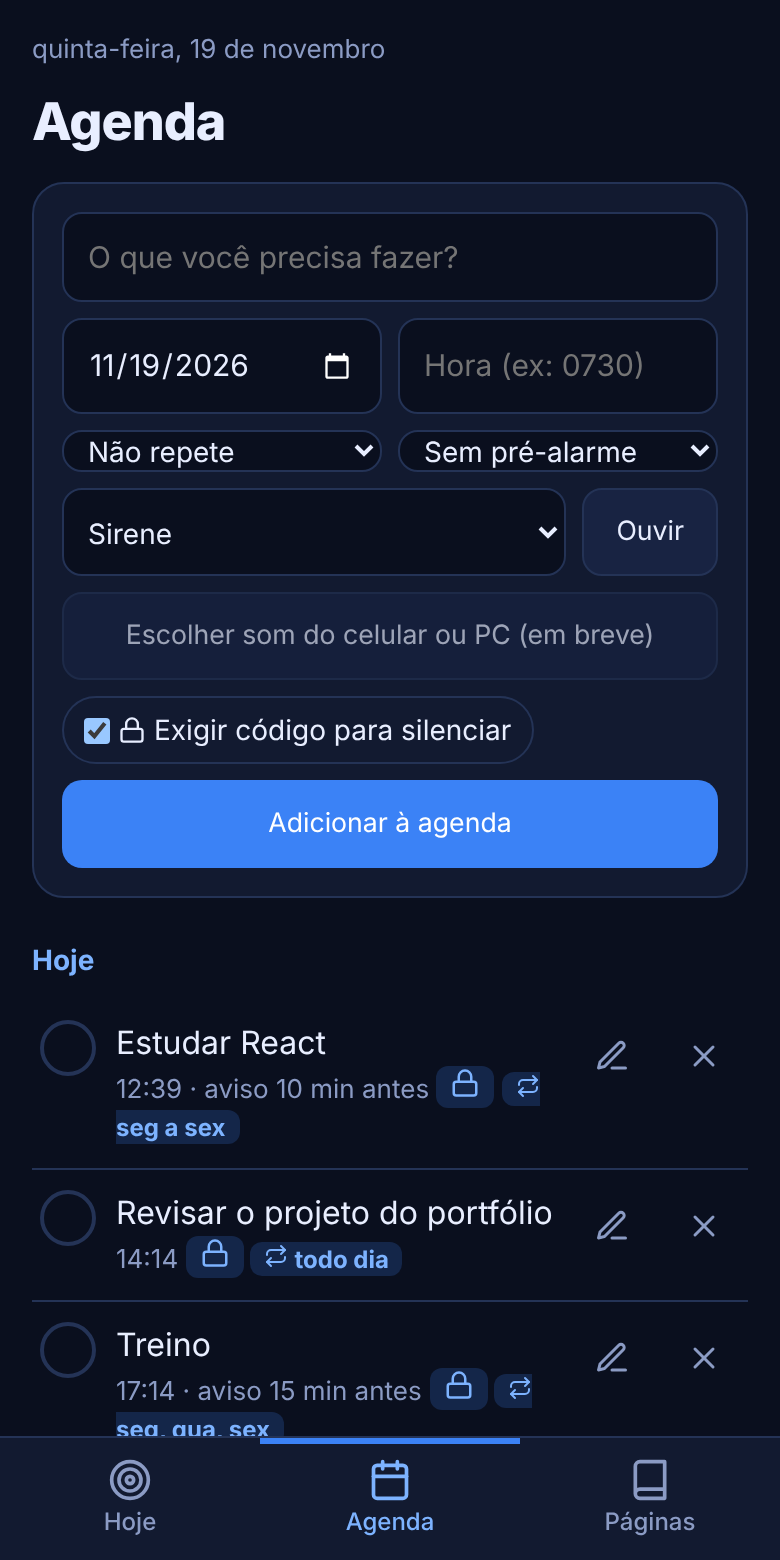 quinta-feira, 19 de novembro
Agenda
O que você precisa fazer?
11/19/2026
Hora (ex: 0730)
Não repete
Sem pré-alarme
Sirene
Ouvir
Escolher som do celular ou PC (em breve)
Exigir código para silenciar
Adicionar à agenda
Hoje
Estudar React
12:39 · aviso 10 min antes
seg a sex
Revisar o projeto do portfólio
14:14 todo dia
Treino
17:14 · aviso 15 min antes
seg, qua, sex
Hoje
Agenda
Páginas